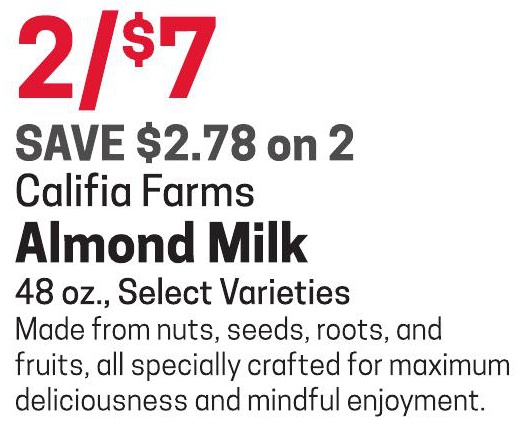 2/$7
SAVE $2.78 on 2
Califia Farms
Almond Milk
48 oz., Select Varieties
Made from nuts, seeds, roots, and
fruits, all specially crafted for maximum
deliciousness and mindful enjoyment.